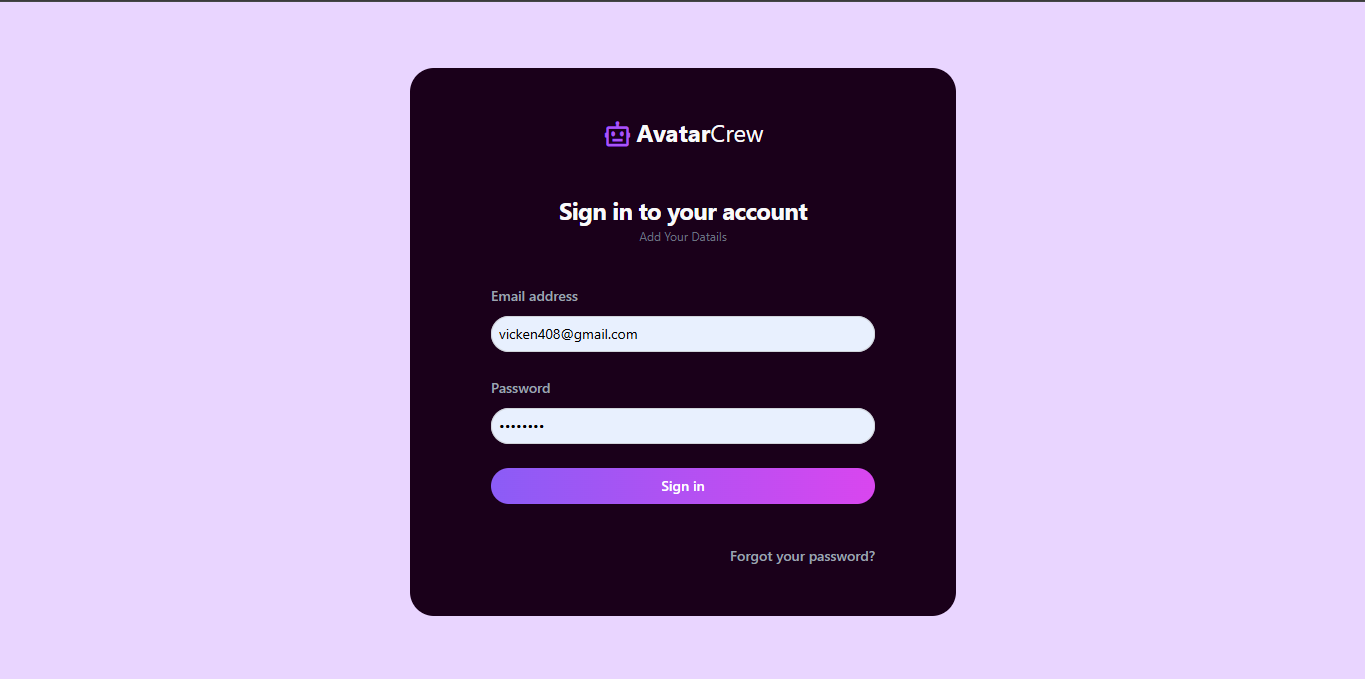 AvatarCrew
Sign in to your account
Add Your Datails
Email address
vicken408@gmail.com
Password
••••••••
Sign in
Forgot your password?